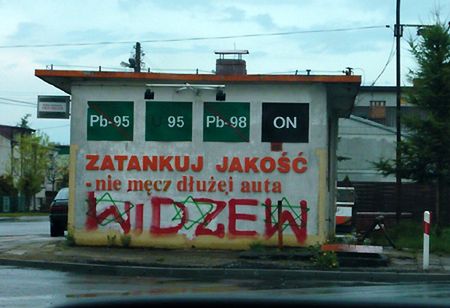 Pb-95 U 95 Pb-98 ON
ZATANKUJ JAKOŚĆ
- nie męcz dłużej auta
WIDZEW